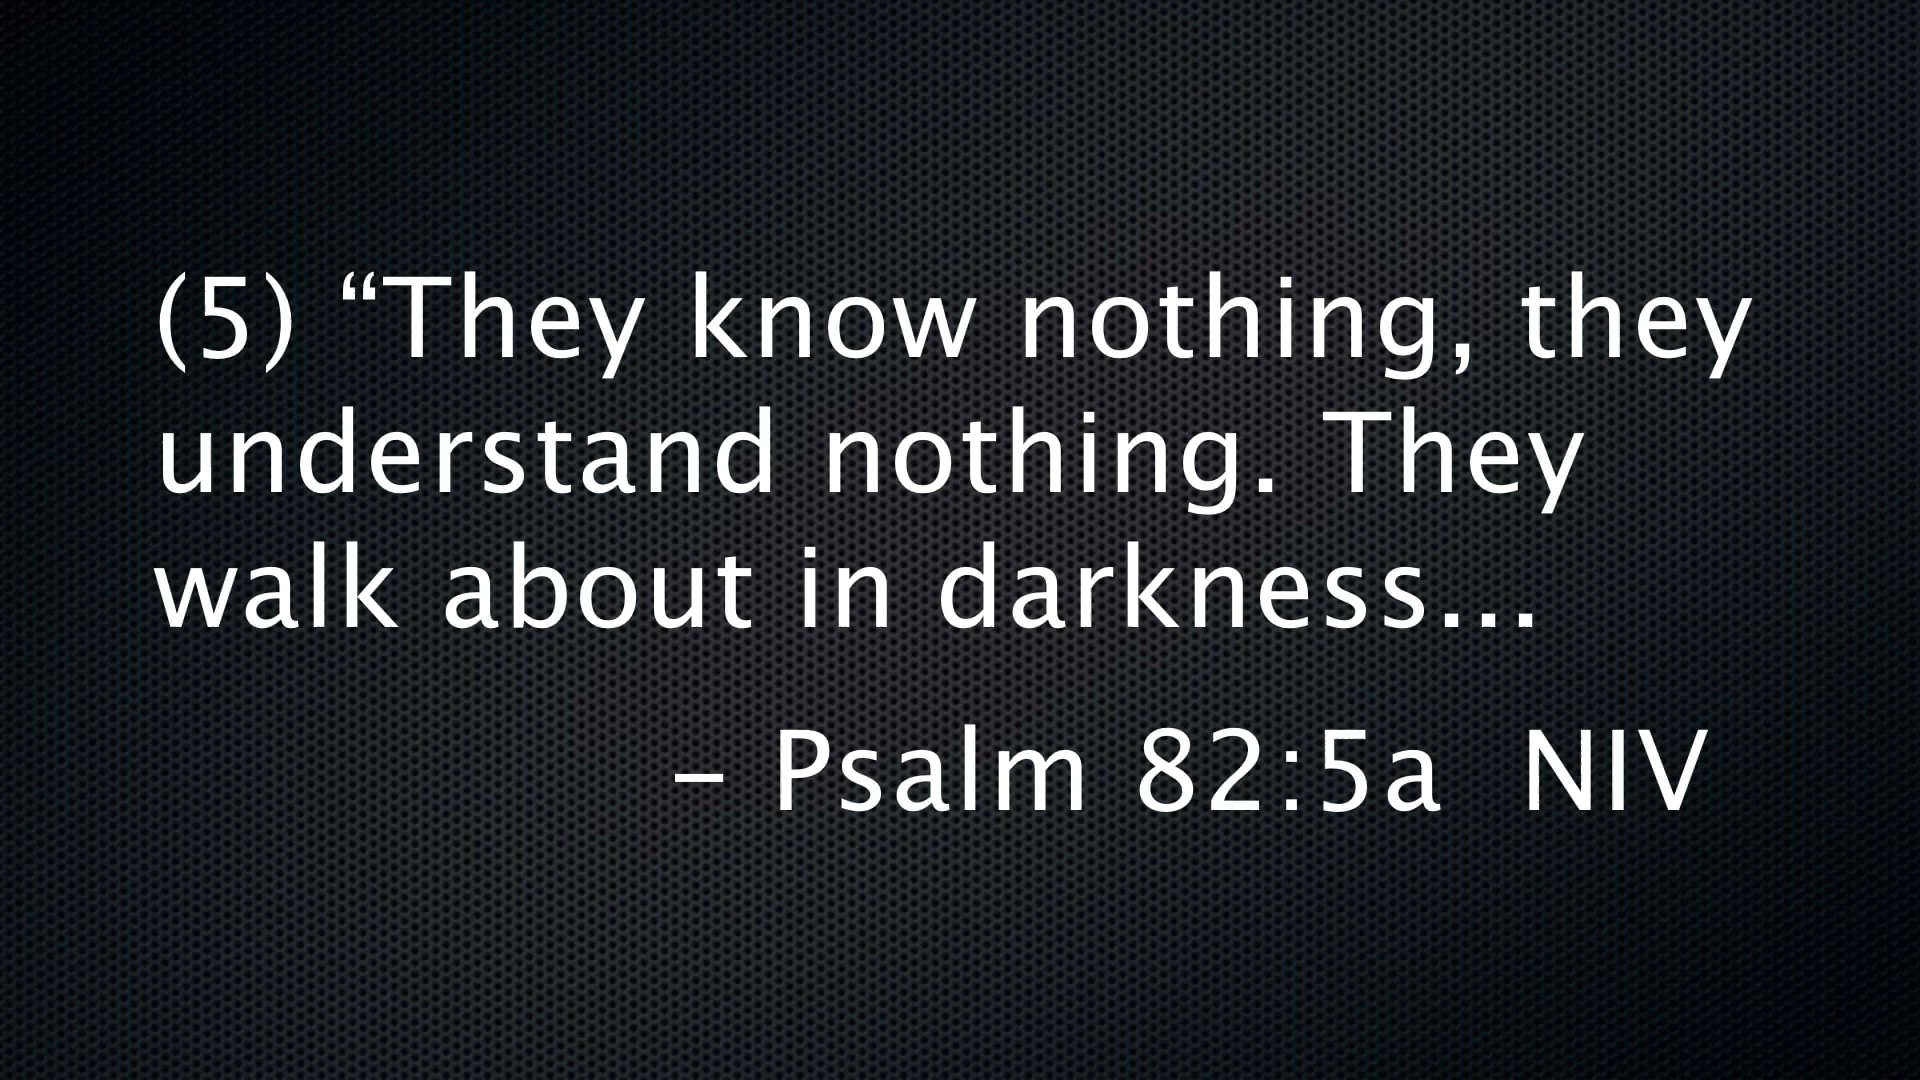 (5) “They know nothing, they
understand nothing. They
walk about in darkness...
– Psalm 82:5a  NIV